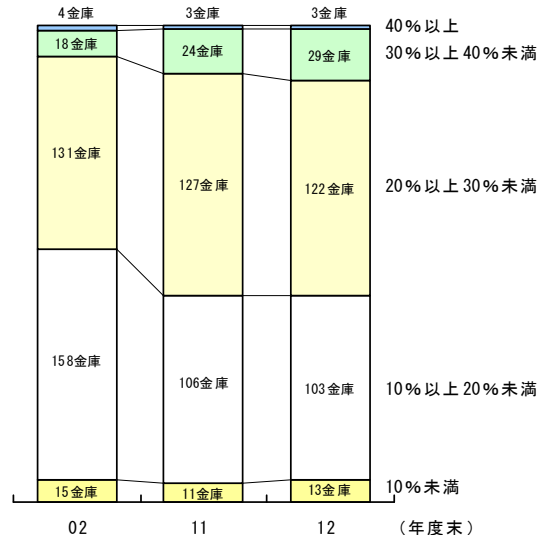 4金庫 3金庫 3金庫 40%以上
18金庫 24金庫 29金庫 30%以上40%未満
131金庫 127金庫 122金庫 20%以上30%未満
158金庫 106金庫 103金庫 10%以上20%未満
15金庫 11金庫 13金庫 10%未満
02 11 12 (年度末)